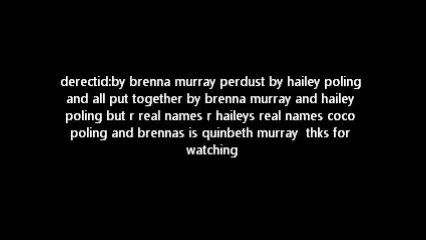 derectid:by brenna murray perdust by hailey poling
and all put together by brenna murray and hailey
poling but r real names r haileys real names coco
poling and brennas is quinbeth murray  thks for
watching